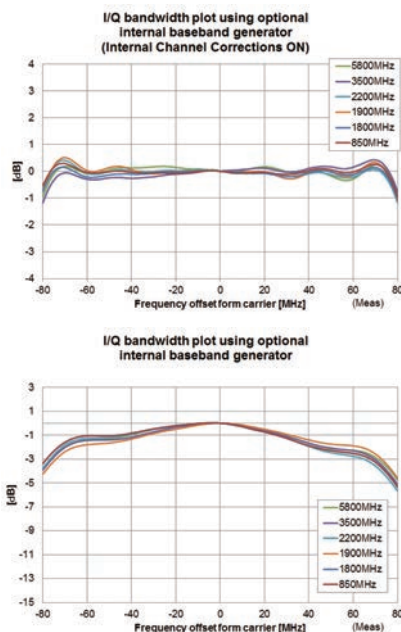 I/Q bandwidth plot using optional
internal baseband generator
(Internal Channel Corrections ON)
4
3
2
1
0
-1
-2
-3
-4
[dB]
5800MHz
3500MHz
2200MHz
1900MHz
1800MHz
850MHz
-80 -60 -40 -20 0 20 40 60 80
Frequency offset form carrier [MHz] (Meas)
I/Q bandwidth plot using optional
internal baseband generator
3
1
-1
-3
-5
-7
-9
-11
-13
-15
[dB]
5800MHz
3500MHz
2200MHz
1900MHz
1800MHz
850MHz
-80 -60 -40 -20 0 20 40 60 80
Frequency offset form carrier [MHz] (Meas)